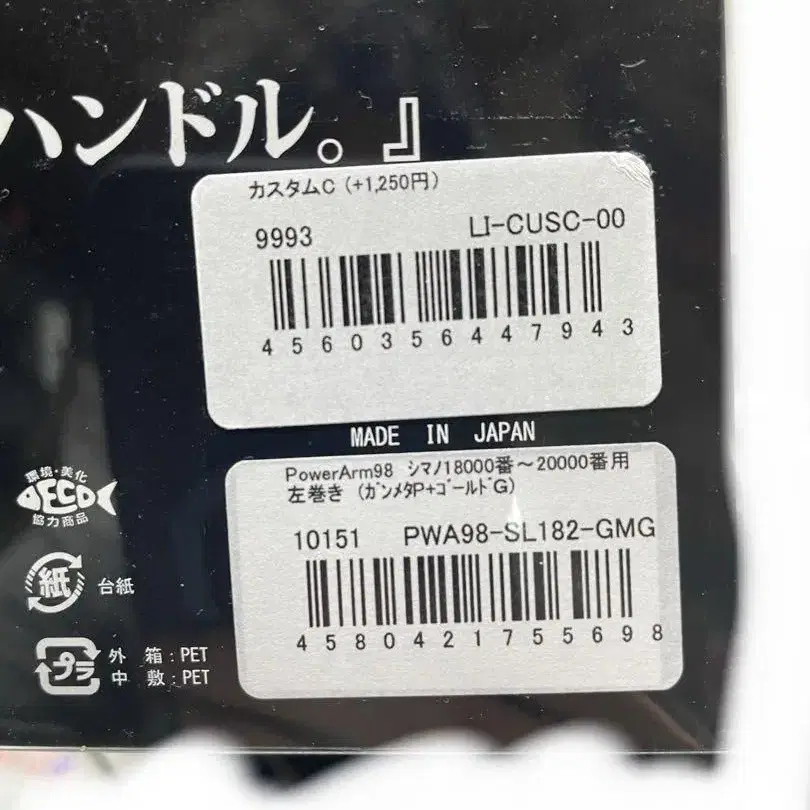 ハンドル。』
カスタムC (+1,250円)
9993 LI-CUSC-00
4560356447943
MADE IN JAPAN
PowerArm98 シマノ18000番〜20000番用
左巻き (ガンメタP+ゴールドG)
10151 PWA98-SL182-GMG
4580421755698
環境・美化
ECO
協力商品
紙 台紙
プラ 外 箱:PET
中 敷:PET